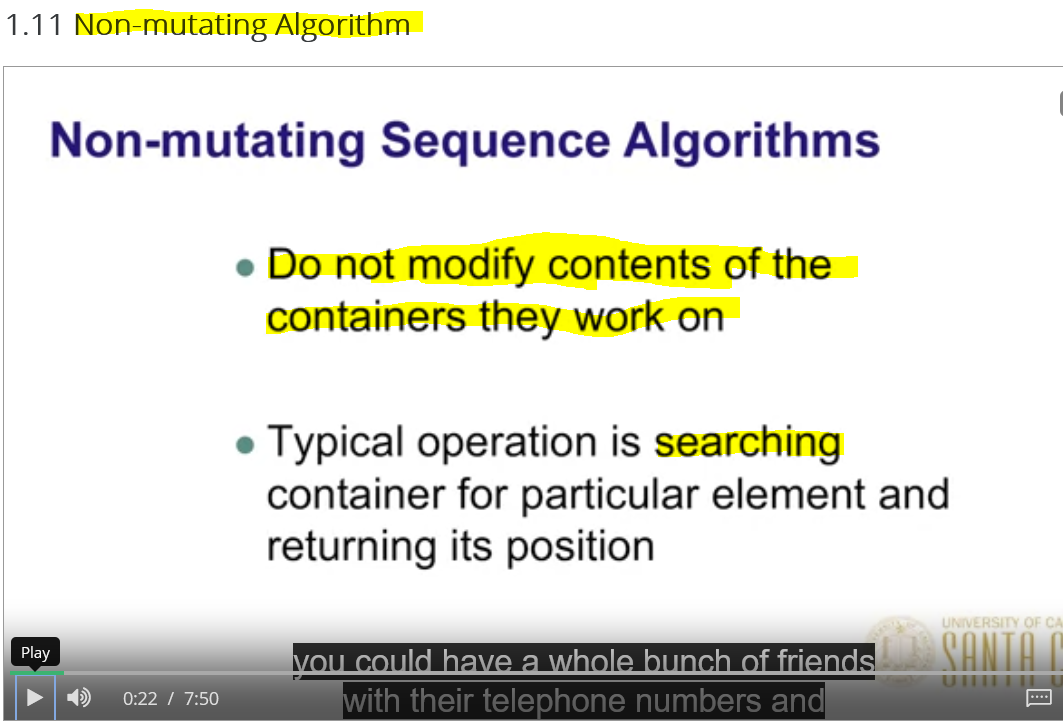 1.11 Non-mutating Algorithm
Non-mutating Sequence Algorithms
Do not modify contents of the
containers they work on
Typical operation is searching
container for particular element and
returning its position
UNIVERSITY OF CA
SANTA C
Play
you could have a whole bunch of friends
0:22 / 7:50
with their telephone numbers and